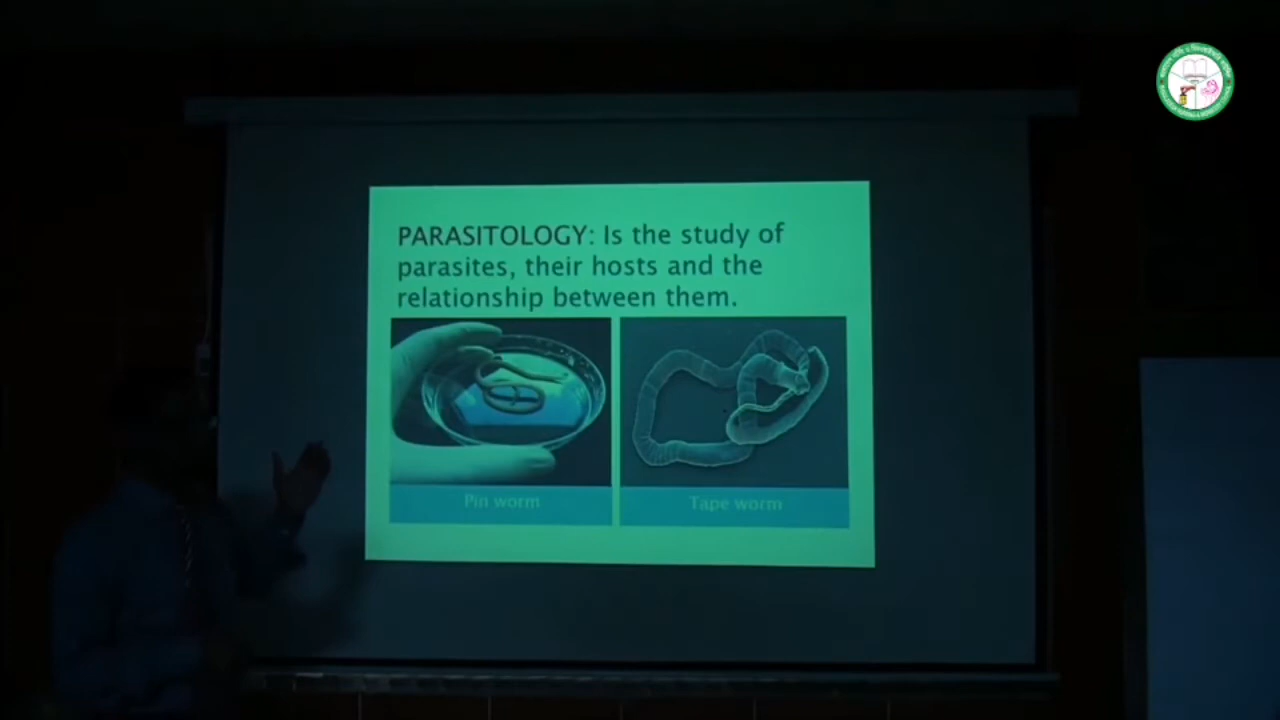 PARASITOLOGY: Is the study of
parasites, their hosts and the
relationship between them.
Pin worm
Tape worm